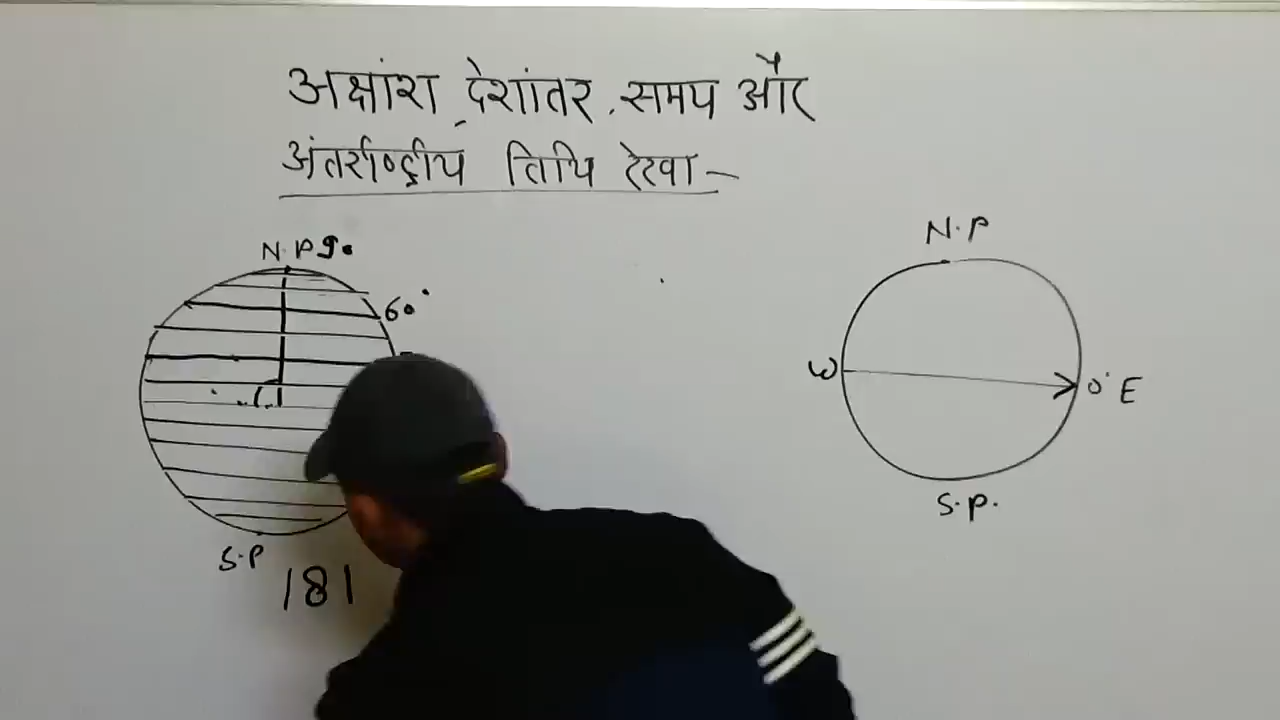 अक्षांश, देशांतर, समय और
अंतर्राष्ट्रीय तिथि रेखा-
N.P 90
60°
S.P
181
N.P
W
0° E
S.P.